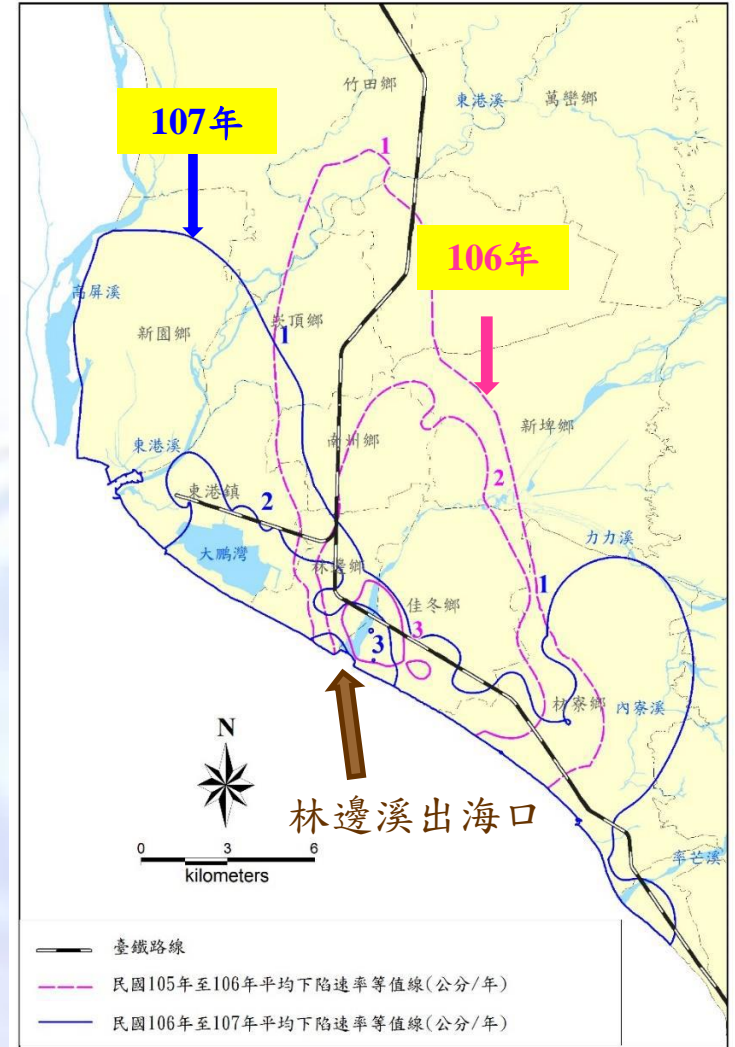 竹田鄉
東港溪
萬巒鄉
107年
1
106年
高屏溪
新園鄉
崁頂鄉
1
東港溪
南州鄉
新埤鄉
2
東港鎮
2
大鵬灣
力力溪
林邊鄉
佳冬鄉
1
3
3
枋寮鄉
內寮溪
N
林邊溪出海口
0 3 6
kilometers
率芒溪
臺鐵路線
民國105年至106年平均下陷速率等值線(公分/年)
民國106年至107年平均下陷速率等值線(公分/年)